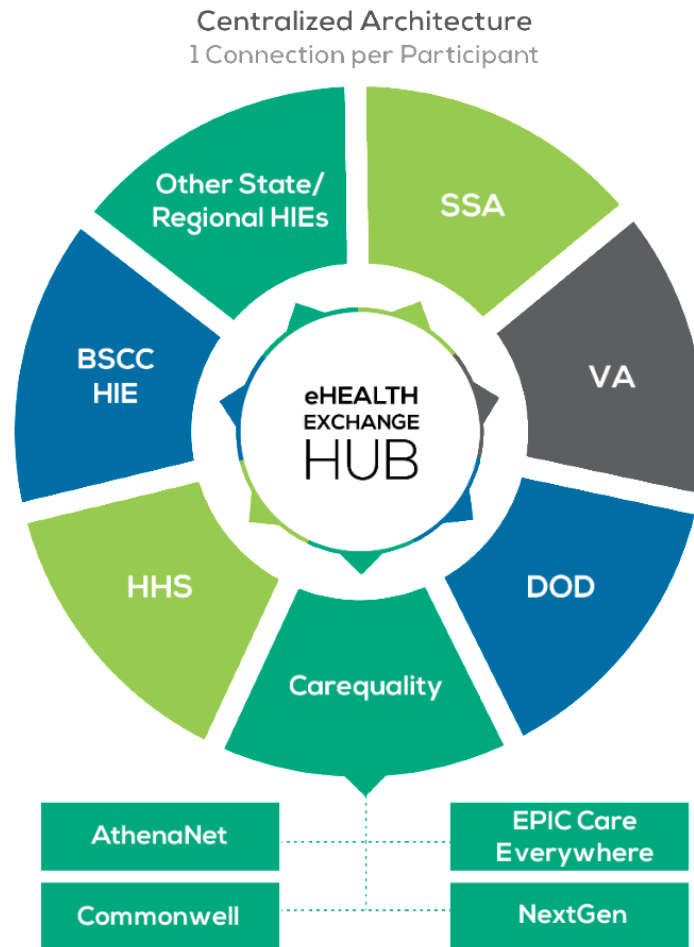 Centralized Architecture
1 Connection per Participant
Other State/
Regional HIEs
SSA
BSCC
HIE
VA
eHEALTH
EXCHANGE
HUB
HHS
DOD
Carequality
AthenaNet
EPIC Care
Everywhere
Commonwell
NextGen